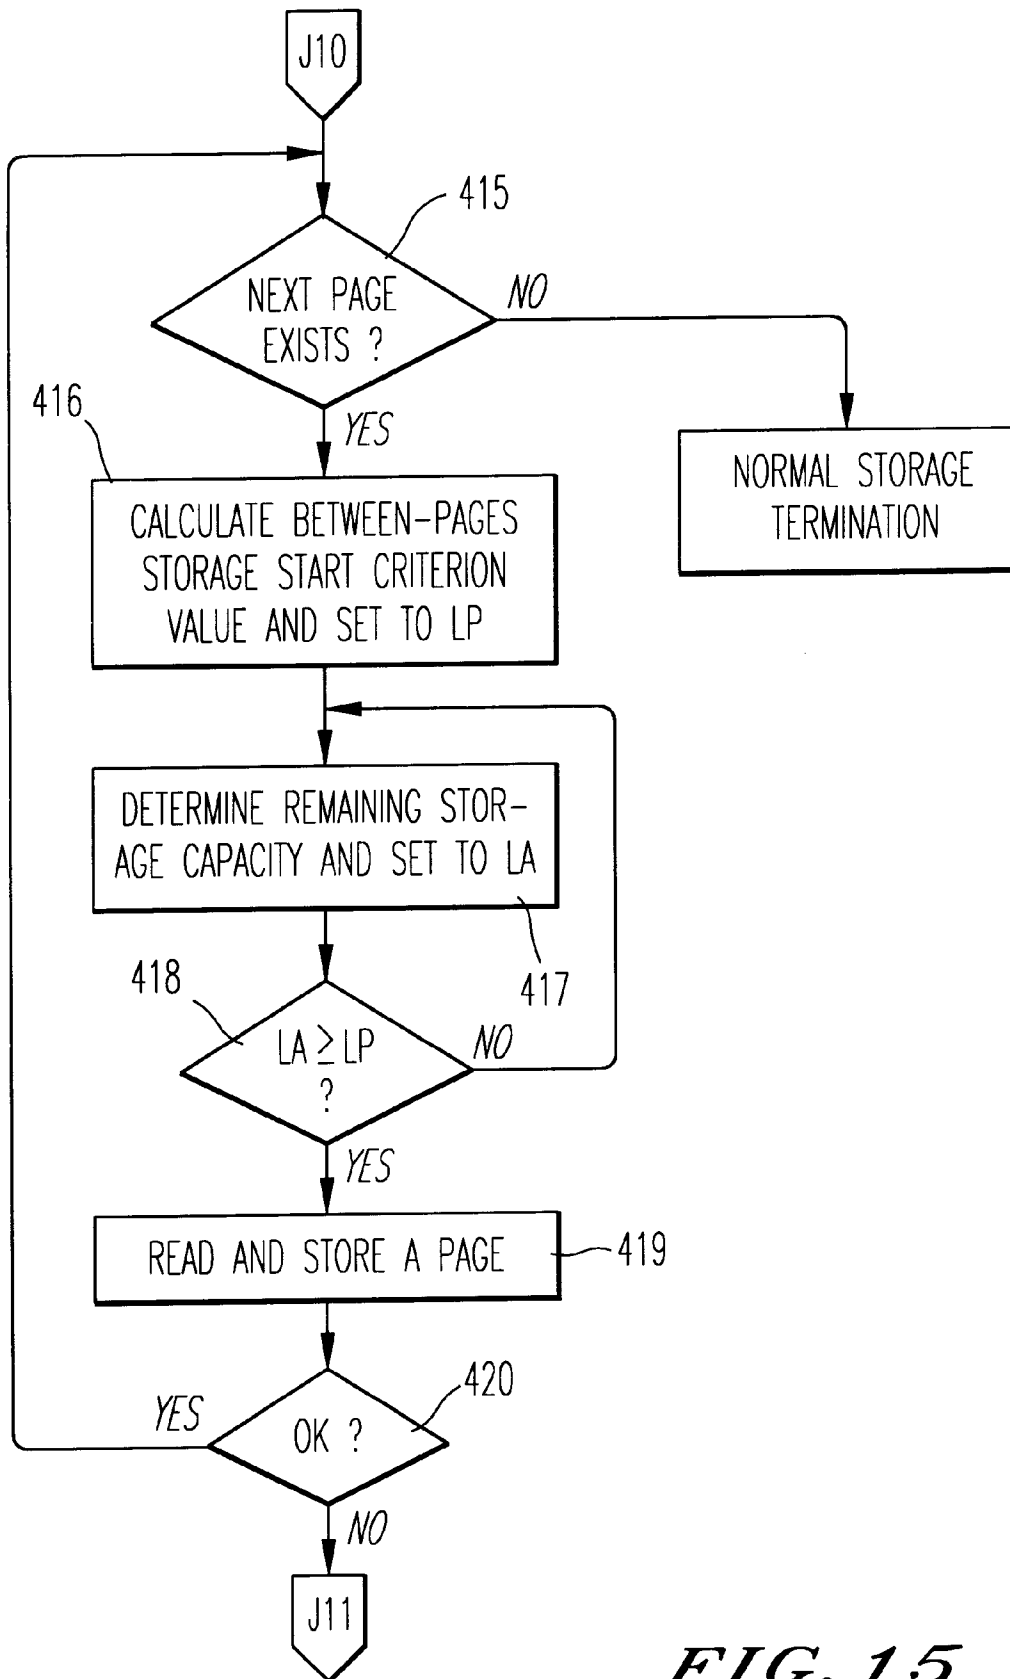 J10
415
NEXT PAGE
EXISTS ?
NO
416
YES
NORMAL STORAGE
TERMINATION
CALCULATE BETWEEN-PAGES
STORAGE START CRITERION
VALUE AND SET TO LP
DETERMINE REMAINING STOR-
AGE CAPACITY AND SET TO LA
417
418
LA ≥ LP
?
NO
YES
READ AND STORE A PAGE
419
420
YES
OK ?
NO
J11
FIG. 15